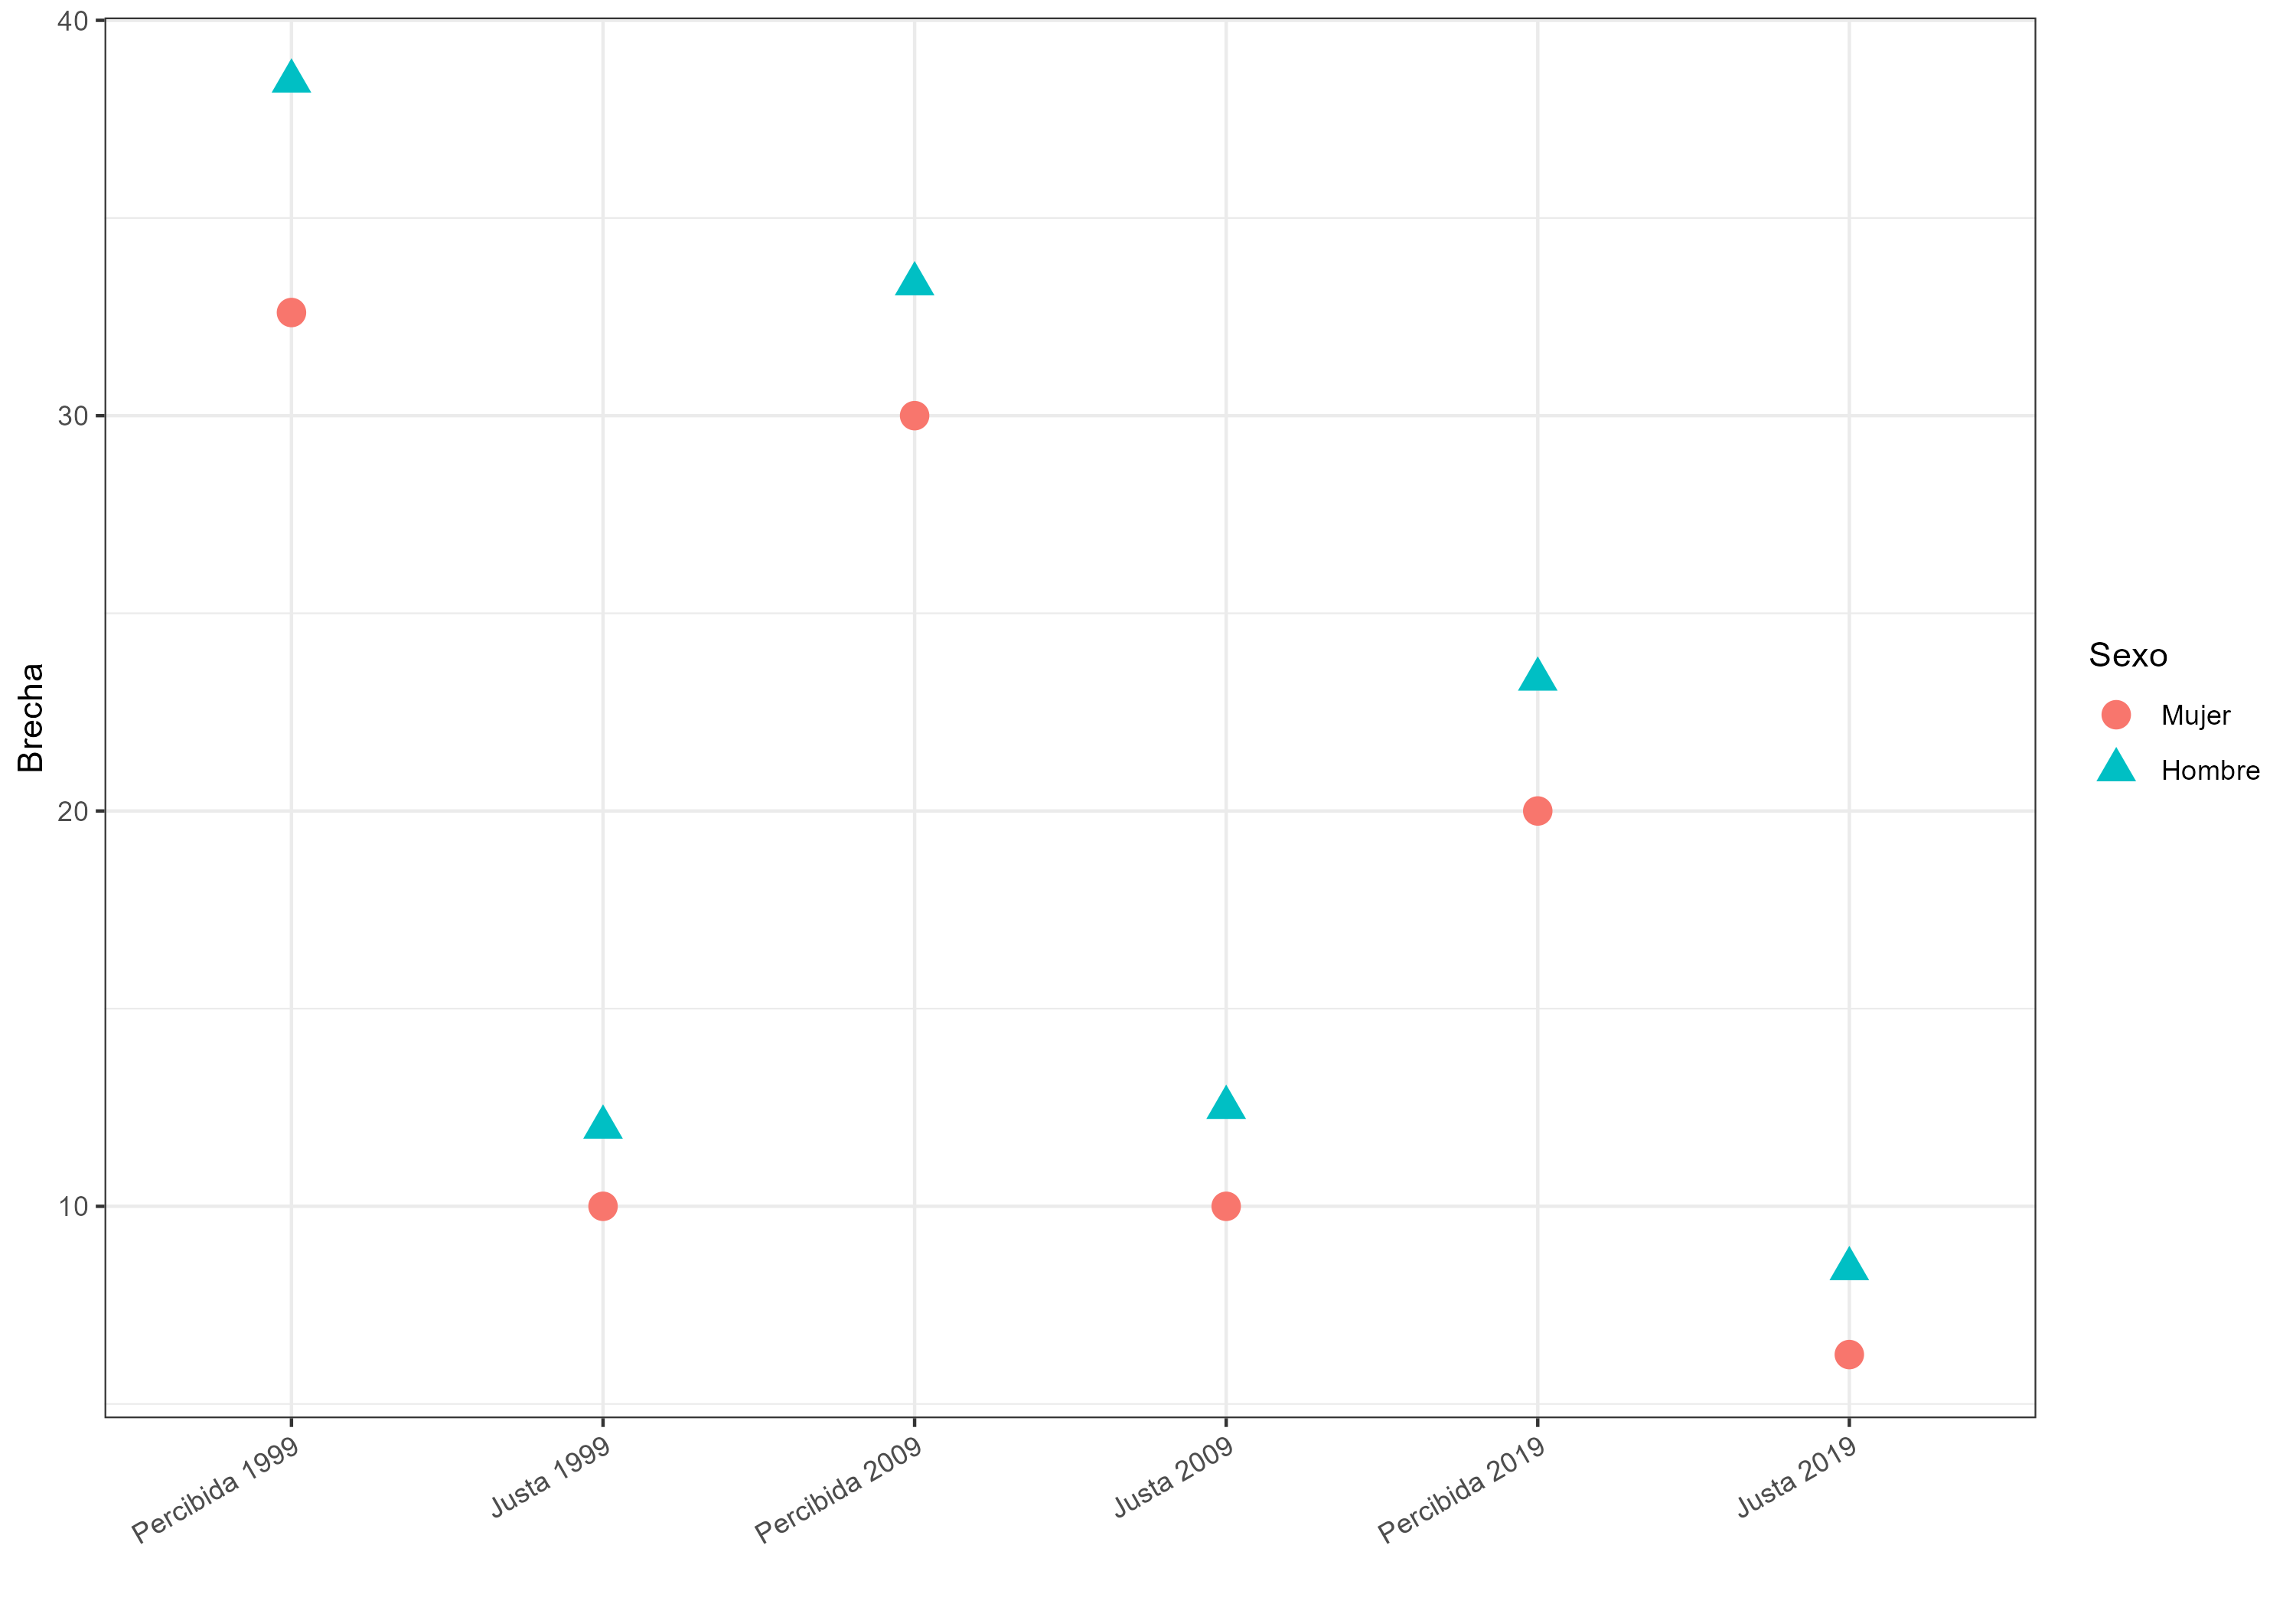 40
30
20
10
Brecha
Percibida 1999
Justa 1999
Percibida 2009
Justa 2009
Percibida 2019
Justa 2019
Sexo
Mujer
Hombre